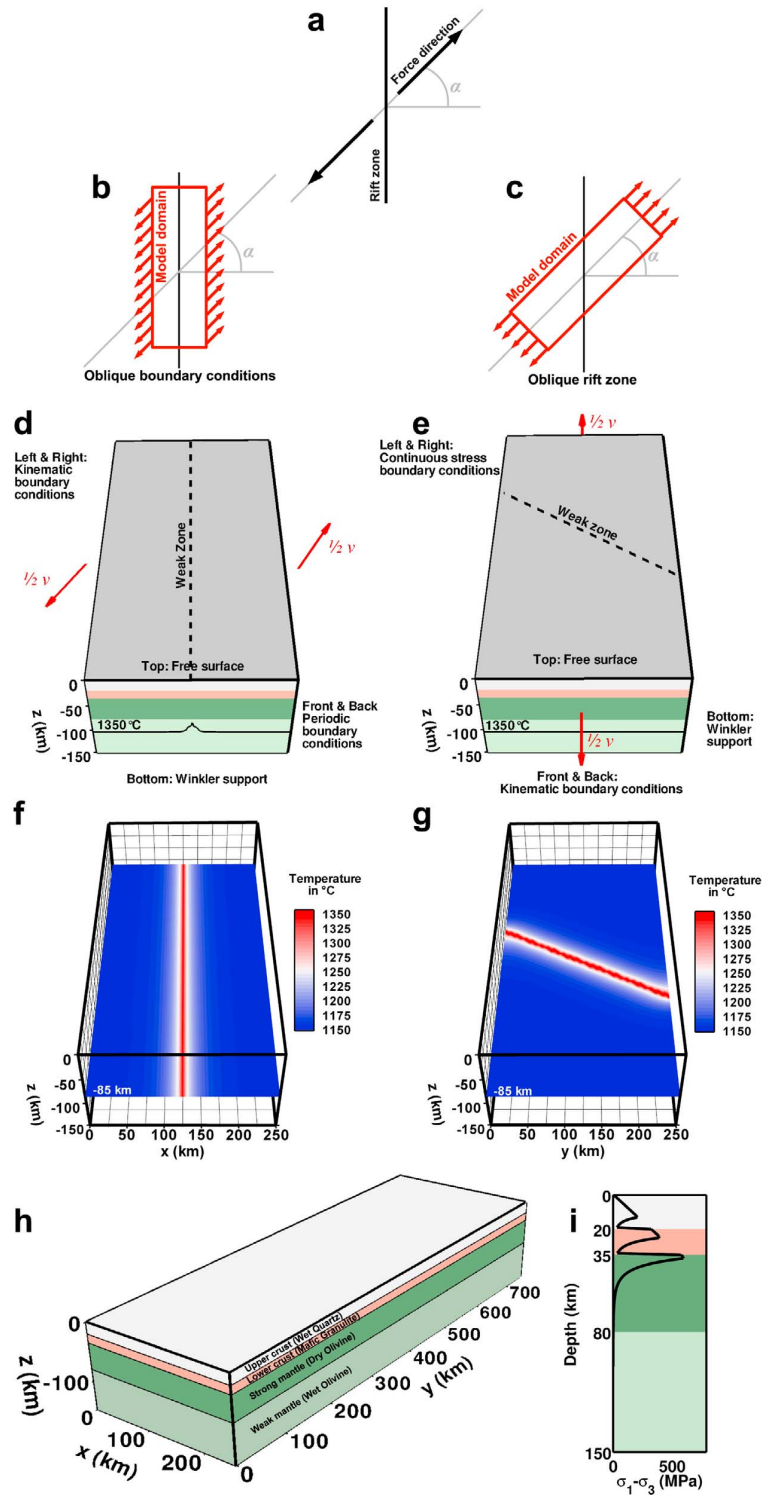 a
Force direction
α
Rift zone
b
Model domain
α
Oblique boundary conditions
c
Model domain
α
Oblique rift zone
d
Left & Right:
Kinematic
boundary
conditions
½ v
½ v
Weak Zone
Top: Free surface
0
-50
-100
-150
z (km)
1350°C
Front & Back
Periodic
boundary
conditions
Bottom: Winkler support
e
½ v
Left & Right:
Continuous stress
boundary conditions
Weak zone
Top: Free surface
0
-50
-100
-150
z (km)
1350°C
½ v
Bottom:
Winkler
support
Front & Back:
Kinematic boundary conditions
f
Temperature
in °C
1350
1300
1275
1250
1225
1200
1175
1150
0
-50
-100
-150
z (km)
-85 km
0 50 100 150 200 250
x (km)
g
Temperature
in °C
1350
1300
1275
1250
1225
1200
1175
1150
0
-50
-100
-150
z (km)
-85 km
0 50 100 150 200 250
y (km)
h
Upper crust (Wet Quartz)
Lower crust (Mafic Granulite)
Strong mantle (Dry Olivine)
Weak mantle (Wet Olivine)
0
-100
z
(km)
0
100
200
x (km)
0
100
200
300
400
500
600
700
y (km)
i
0
20
35
80
150
Depth (km)
0 500
σ1-σ3 (MPa)